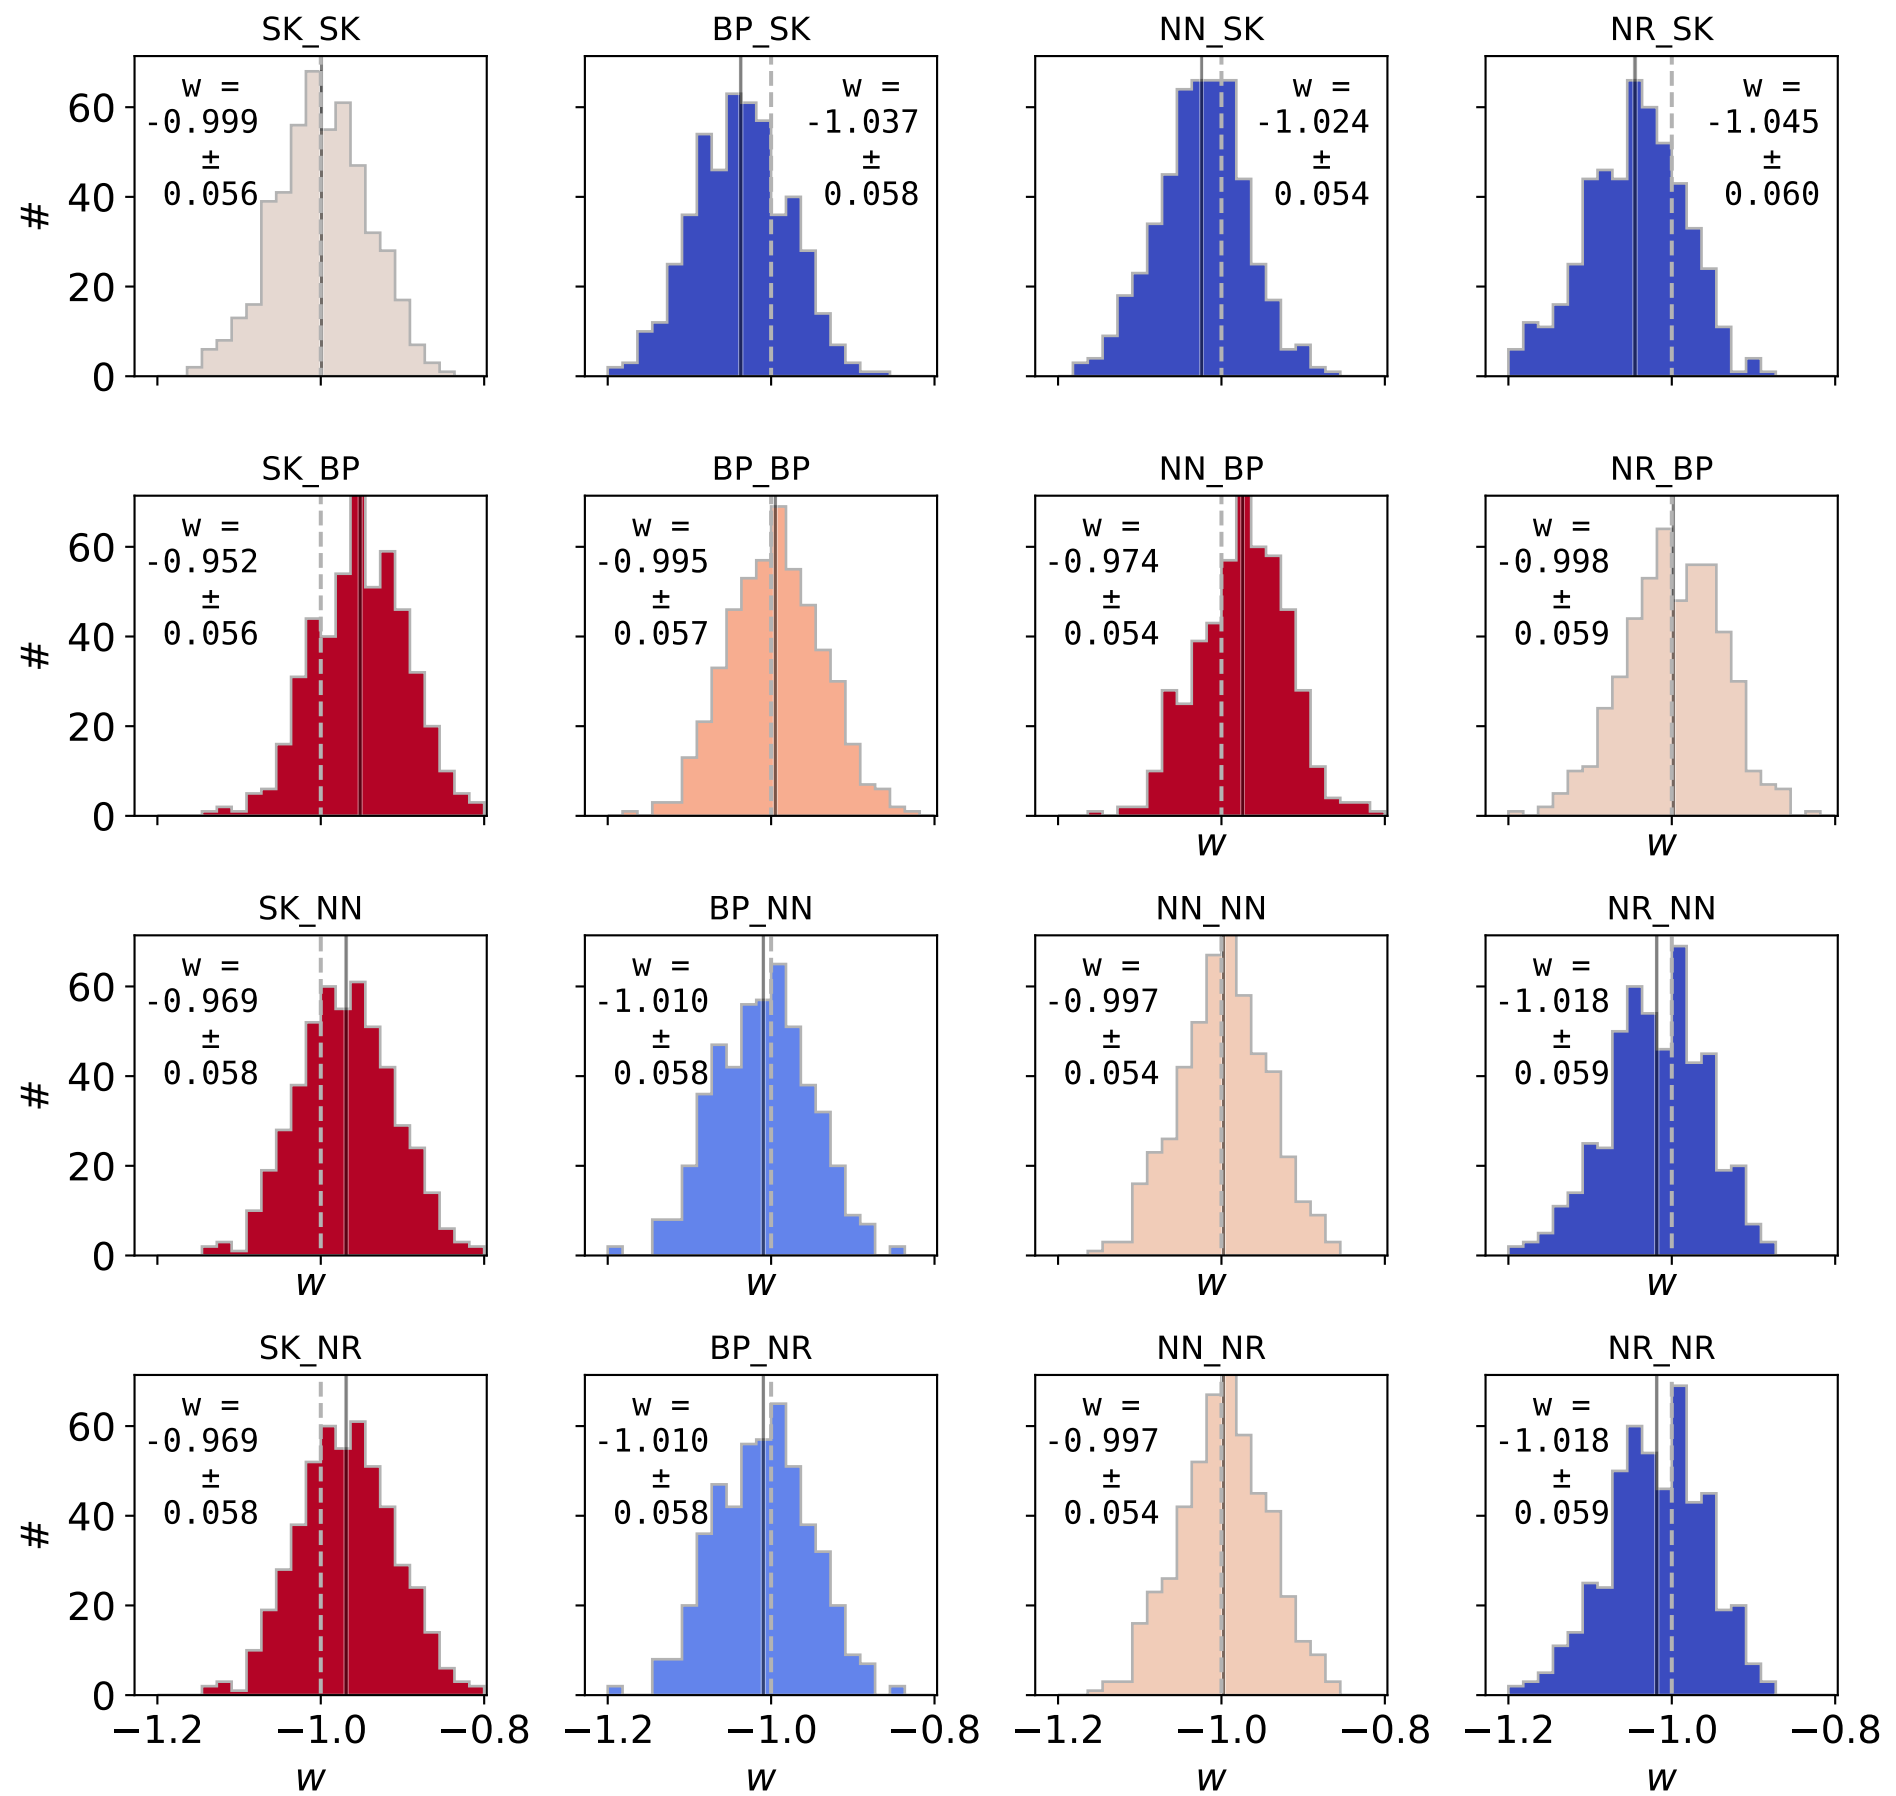 SK_SK
BP_SK
NN_SK
NR_SK
#
60
40
20
0
w =
-0.999
±
0.056
w =
-1.037
±
0.058
w =
-1.024
±
0.054
w =
-1.045
±
0.060
SK_BP
BP_BP
NN_BP
NR_BP
#
60
40
20
0
w =
-0.952
±
0.056
w =
-0.995
±
0.057
w =
-0.974
±
0.054
w =
-0.998
±
0.059
w
w
SK_NN
BP_NN
NN_NN
NR_NN
#
60
40
20
0
w =
-0.969
±
0.058
w =
-1.010
±
0.058
w =
-0.997
±
0.054
w =
-1.018
±
0.059
w
w
w
w
SK_NR
BP_NR
NN_NR
NR_NR
#
60
40
20
0
w =
-0.969
±
0.058
w =
-1.010
±
0.058
w =
-0.997
±
0.054
w =
-1.018
±
0.059
−1.2 −1.0 −0.8
−1.2 −1.0 −0.8
−1.2 −1.0 −0.8
−1.2 −1.0 −0.8
w
w
w
w